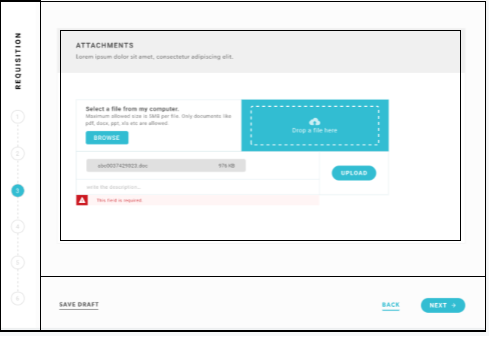 REQUISITION
1
2
3
4
5
6
ATTACHMENTS
Lorem ipsum dolor sit amet, consectetur adipiscing elit.
Select a file from my computer.
Maximum allowed size is 5MB per file. Only documents like
pdf, docx, ppt, xls etc are allowed.
BROWSE
Drop a file here
abc9057429023.doc
976 KB
UPLOAD
write the description...
This field is required.
SAVE DRAFT
BACK
NEXT →